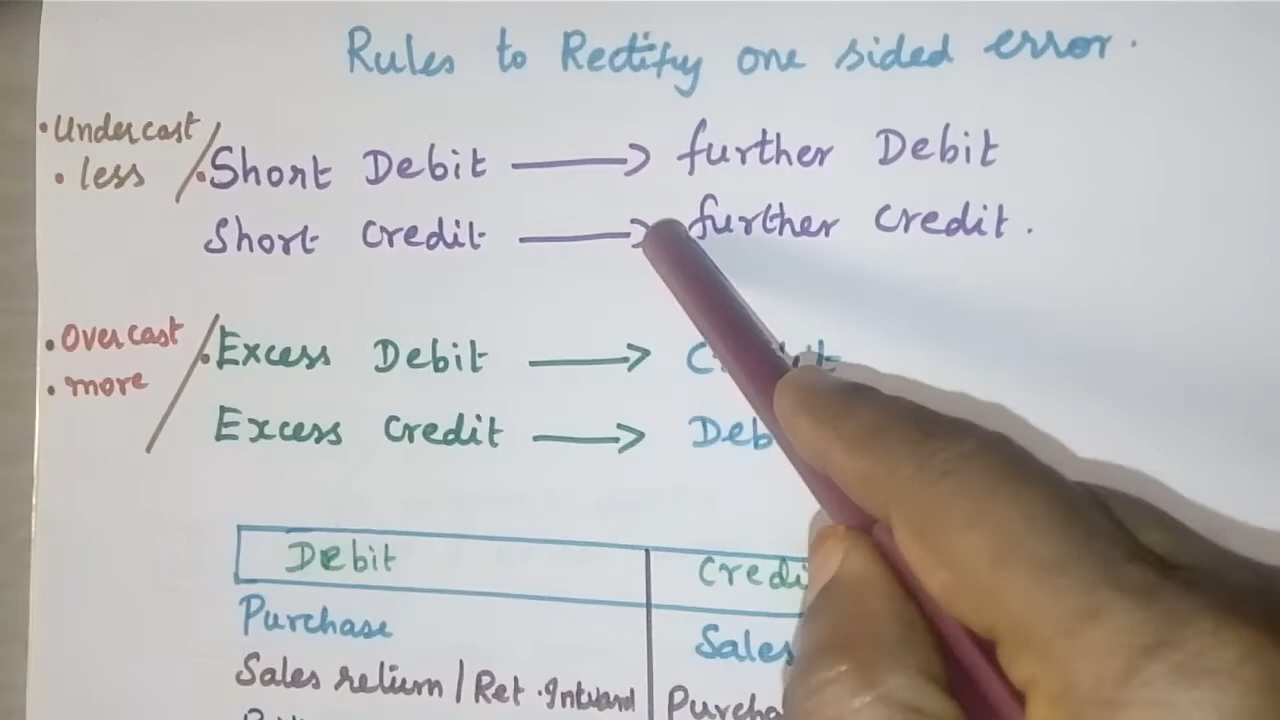 Rules to Rectify one sided error.
• Undercast
• less
• Short Debit → further Debit
Short Credit → further Credit.
• Overcast
• more
• Excess Debit →
Excess Credit →
Debit
Purchase
Sales
Sales return / Ret. Inward